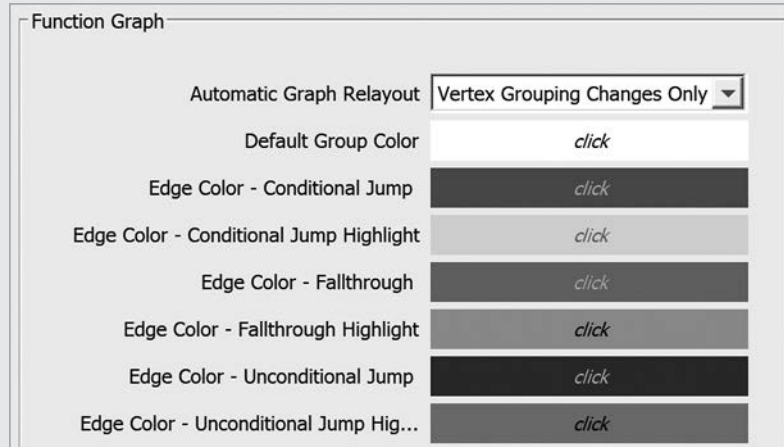 Function Graph
Automatic Graph Relayout Vertex Grouping Changes Only
Default Group Color click
Edge Color - Conditional Jump click
Edge Color - Conditional Jump Highlight click
Edge Color - Fallthrough click
Edge Color - Fallthrough Highlight click
Edge Color - Unconditional Jump click
Edge Color - Unconditional Jump Hig... click